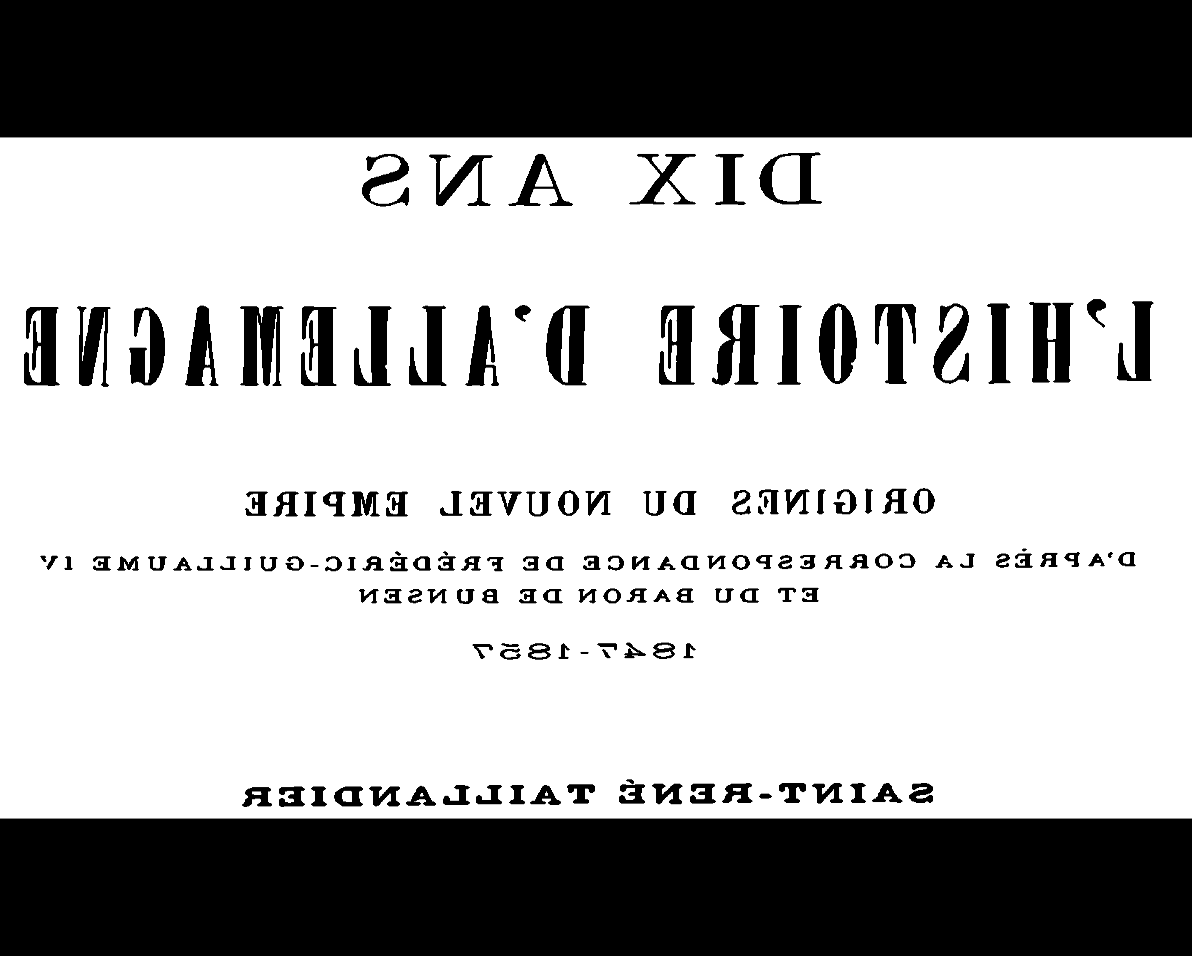 DIX ANS
L'HISTOIRE D'ALLEMAGNE
ORIGINES DU NOUVEL EMPIRE
D'APRÈS LA CORRESPONDANCE DE FRÉDÉRIC-GUILLAUME IV
ET DU BARON DE BUNSEN
1847-1857
SAINT-RENÉ TAILLANDIER